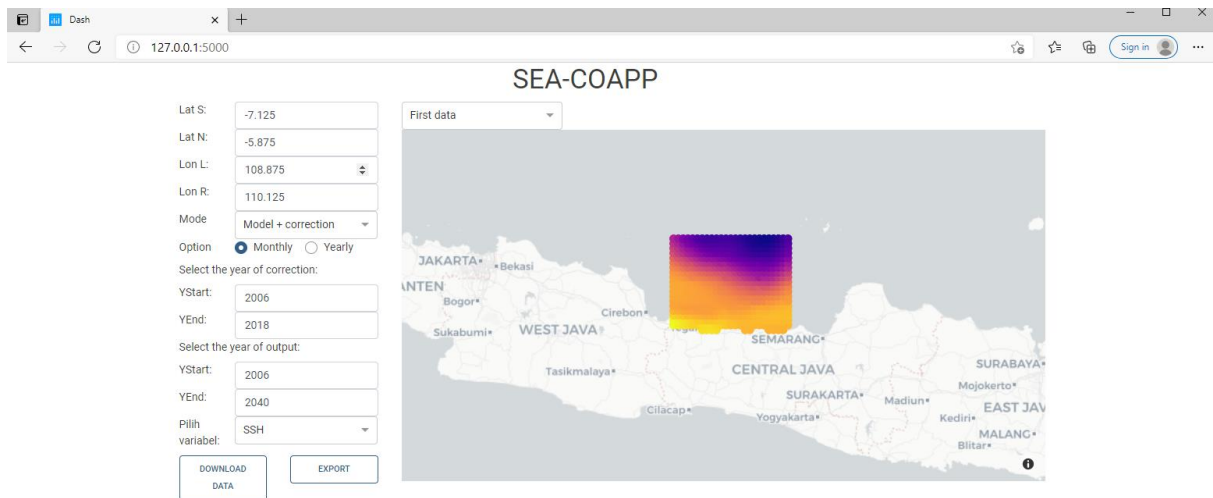 Dash
127.0.0.1:5000
Sign in
SEA-COAPP
Lat S:
-7.125
Lat N:
-5.875
Lon L:
108.875
Lon R:
110.125
Mode
Model + correction
Option
Monthly
Yearly
Select the year of correction:
YStart:
2006
YEnd:
2018
Select the year of output:
YStart:
2006
YEnd:
2040
Pilih
variabel:
SSH
DOWNLOAD
DATA
EXPORT
First data
JAKARTA
Bekasi
ANTEN
Bogor
Cirebon
Sukabumi
WEST JAVA
SEMARANG
Tasikmalaya
CENTRAL JAVA
SURABAYA
SURAKARTA
Mojokerto
Madiun
Cilacap
Yogyakarta
Kediri
EAST JAV
MALANG
Blitar